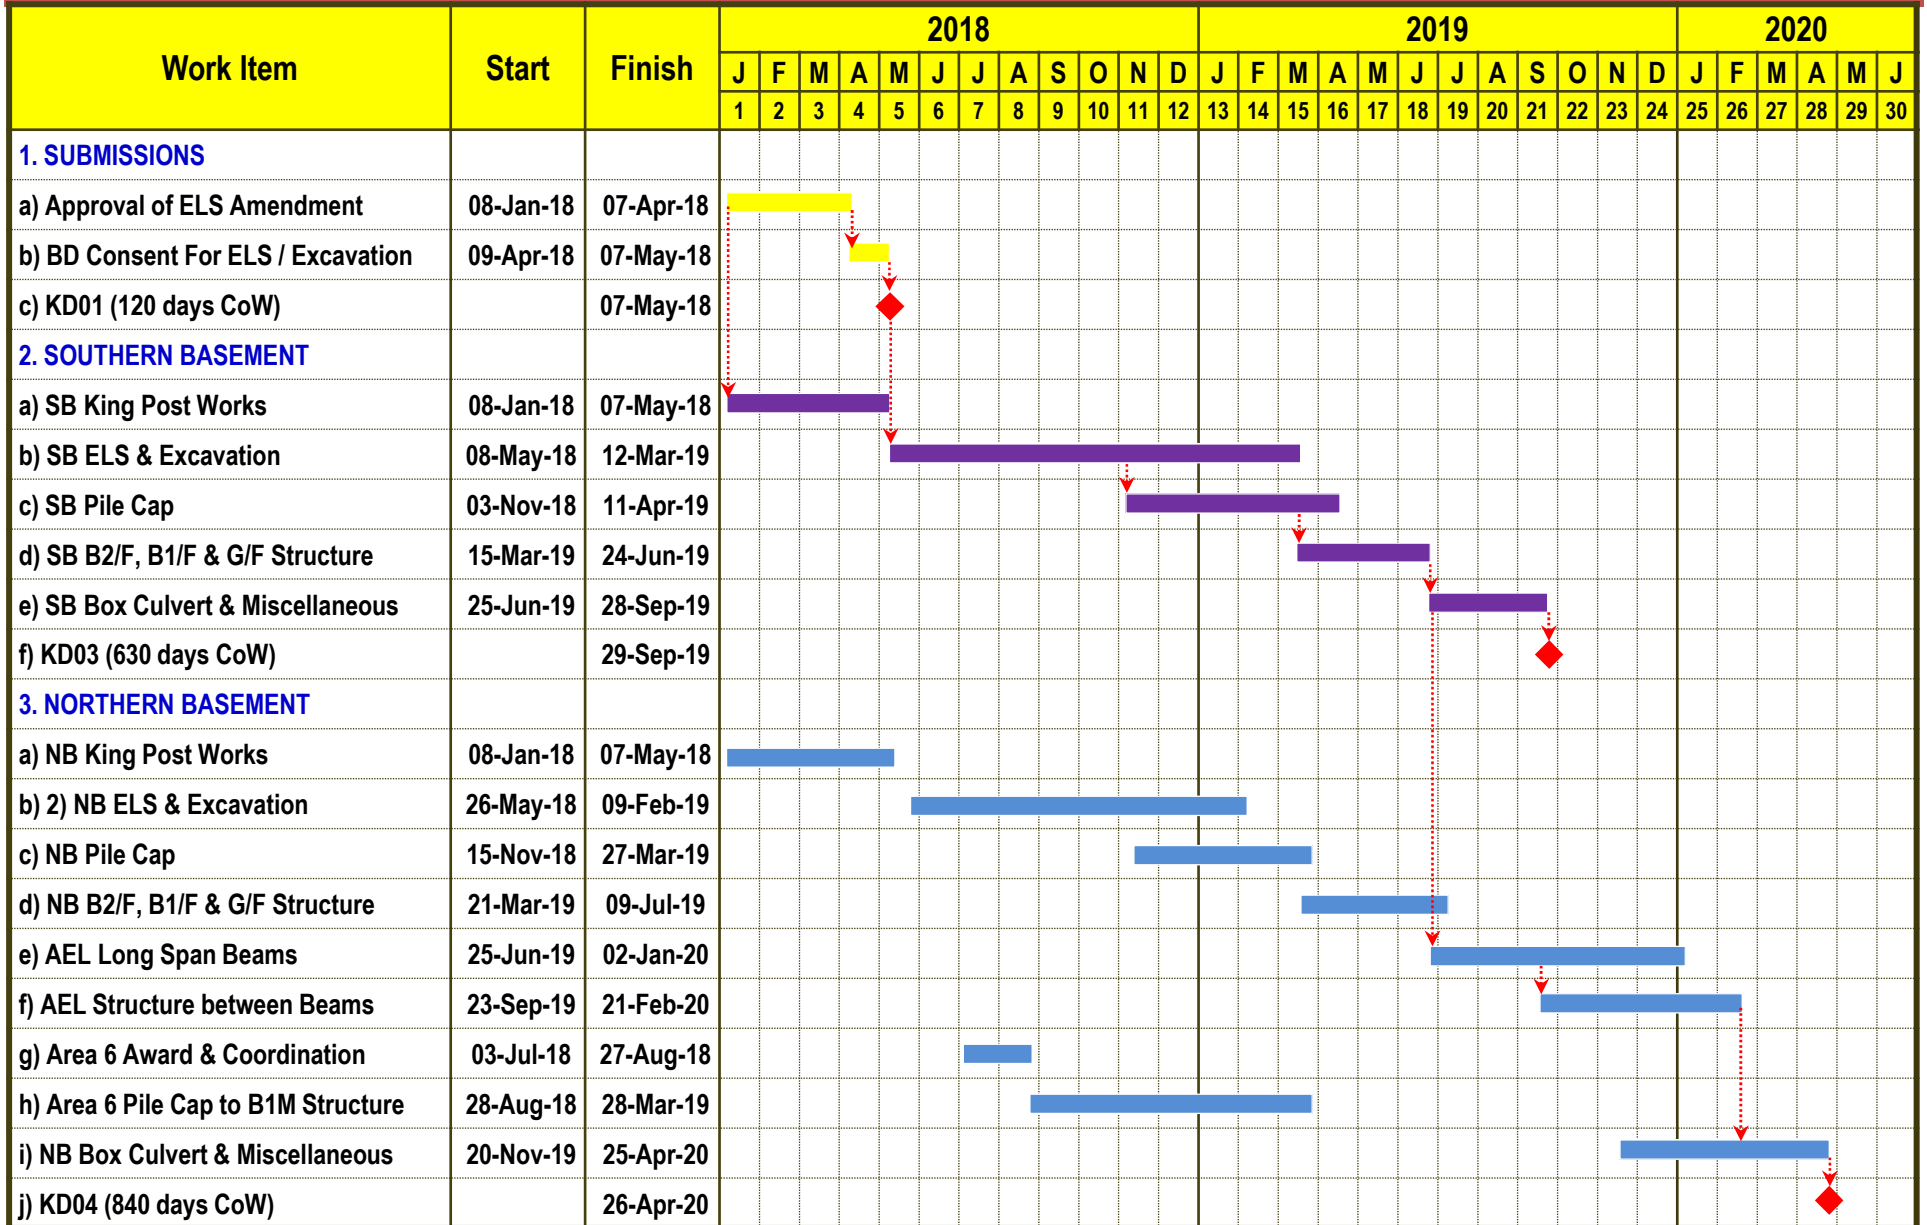 2018 2019 2020
Work Item Start Finish J F M A M J J A S O N D J F M A M J J A S O N D J F M A M J
1 2 3 4 5 6 7 8 9 10 11 12 13 14 15 16 17 18 19 20 21 22 23 24 25 26 27 28 29 30
1. SUBMISSIONS
a) Approval of ELS Amendment 08-Jan-18 07-Apr-18
b) BD Consent For ELS / Excavation 09-Apr-18 07-May-18
c) KD01 (120 days CoW) 07-May-18
2. SOUTHERN BASEMENT
a) SB King Post Works 08-Jan-18 07-May-18
b) SB ELS & Excavation 08-May-18 12-Mar-19
c) SB Pile Cap 03-Nov-18 11-Apr-19
d) SB B2/F, B1/F & G/F Structure 15-Mar-19 24-Jun-19
e) SB Box Culvert & Miscellaneous 25-Jun-19 28-Sep-19
f) KD03 (630 days CoW) 29-Sep-19
3. NORTHERN BASEMENT
a) NB King Post Works 08-Jan-18 07-May-18
b) 2) NB ELS & Excavation 26-May-18 09-Feb-19
c) NB Pile Cap 15-Nov-18 27-Mar-19
d) NB B2/F, B1/F & G/F Structure 21-Mar-19 09-Jul-19
e) AEL Long Span Beams 25-Jun-19 02-Jan-20
f) AEL Structure between Beams 23-Sep-19 21-Feb-20
g) Area 6 Award & Coordination 03-Jul-18 27-Aug-18
h) Area 6 Pile Cap to B1M Structure 28-Aug-18 28-Mar-19
i) NB Box Culvert & Miscellaneous 20-Nov-19 25-Apr-20
j) KD04 (840 days CoW) 26-Apr-20